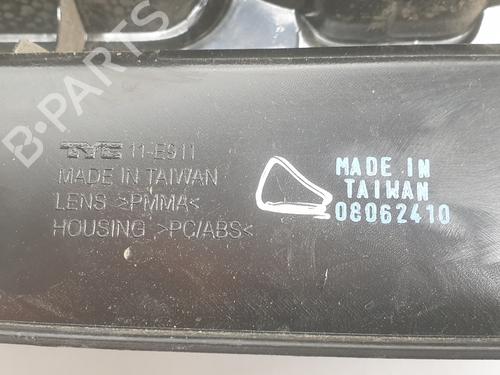 B-PARTS
TYC 11-E911
MADE IN TAIWAN
LENS >PMMA<
HOUSING >PC/ABS<
MADE IN
TAIWAN
08062410